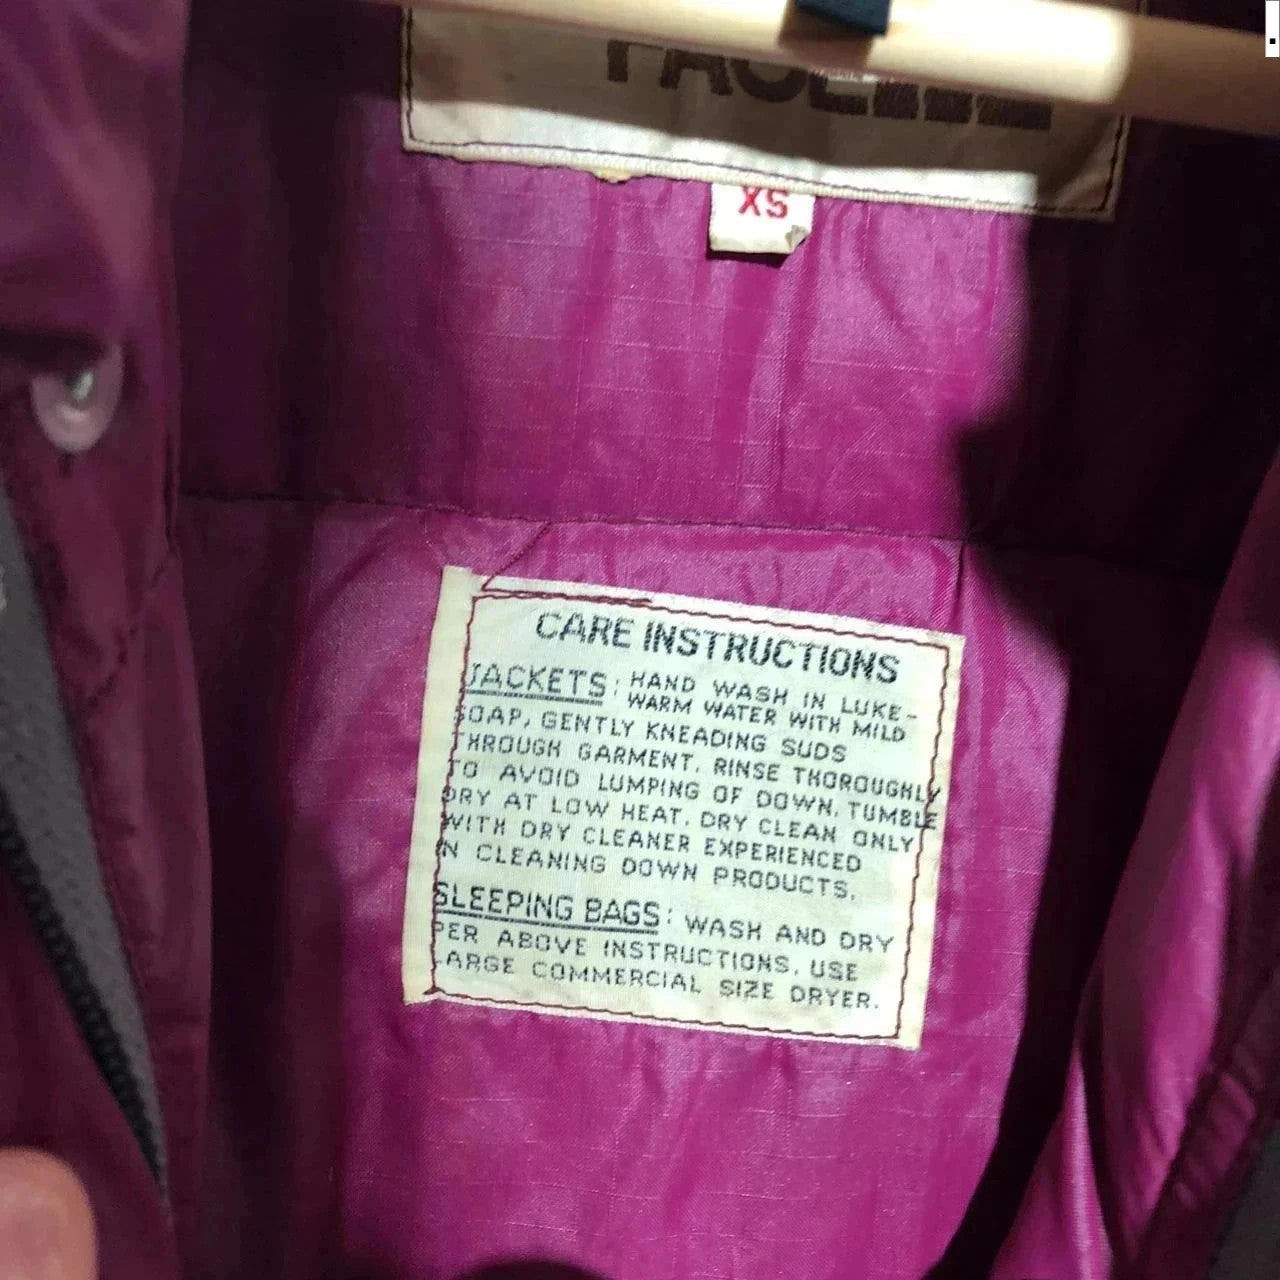 FACE
XS
CARE INSTRUCTIONS
JACKETS: HAND WASH IN LUKE-
WARM WATER WITH MILD
SOAP, GENTLY KNEADING SUDS
THROUGH GARMENT. RINSE THOROUGHLY
TO AVOID LUMPING OF DOWN. TUMBLE
DRY AT LOW HEAT. DRY CLEAN ONLY
WITH DRY CLEANER EXPERIENCED
IN CLEANING DOWN PRODUCTS.
SLEEPING BAGS: WASH AND DRY
PER ABOVE INSTRUCTIONS. USE
LARGE COMMERCIAL SIZE DRYER.